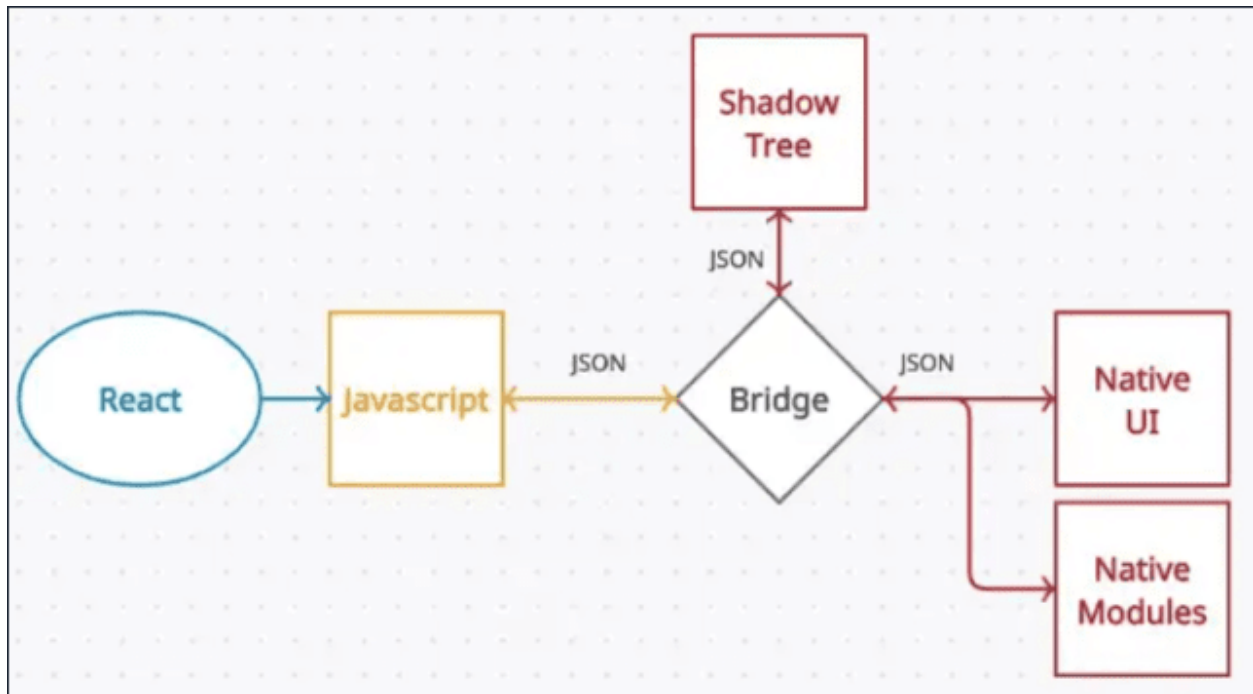 Shadow
Tree
JSON
JSON
JSON
React
Javascript
Bridge
Native
UI
Native
Modules